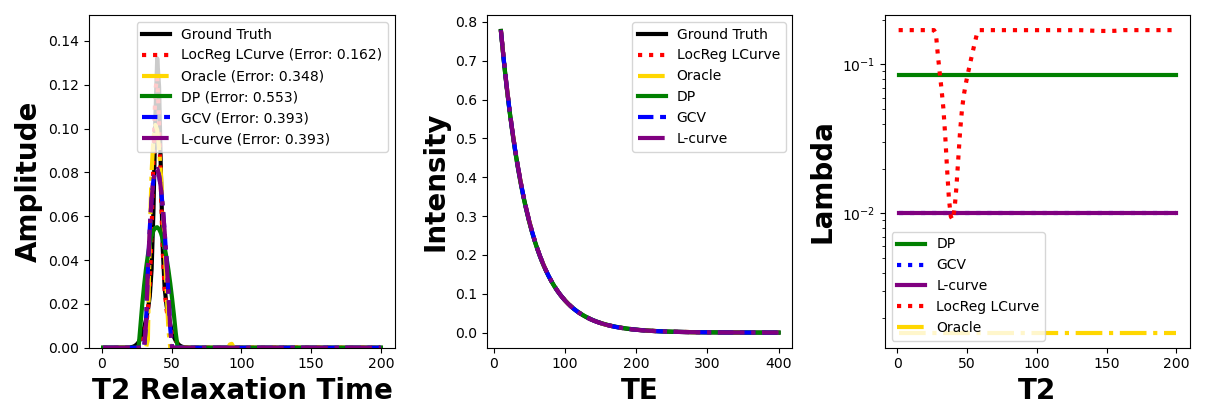 Amplitude
0.14
0.12
0.10
0.08
0.06
0.04
0.02
0.00
Ground Truth
LocReg LCurve (Error: 0.162)
Oracle (Error: 0.348)
DP (Error: 0.553)
GCV (Error: 0.393)
L-curve (Error: 0.393)
0
50
100
150
200
T2 Relaxation Time
Intensity
0.8
0.7
0.6
0.5
0.4
0.3
0.2
0.1
0.0
Ground Truth
LocReg LCurve
Oracle
DP
GCV
L-curve
0
100
200
300
400
TE
Lambda
10⁻¹
10⁻²
DP
GCV
L-curve
LocReg LCurve
Oracle
0
50
100
150
200
T2